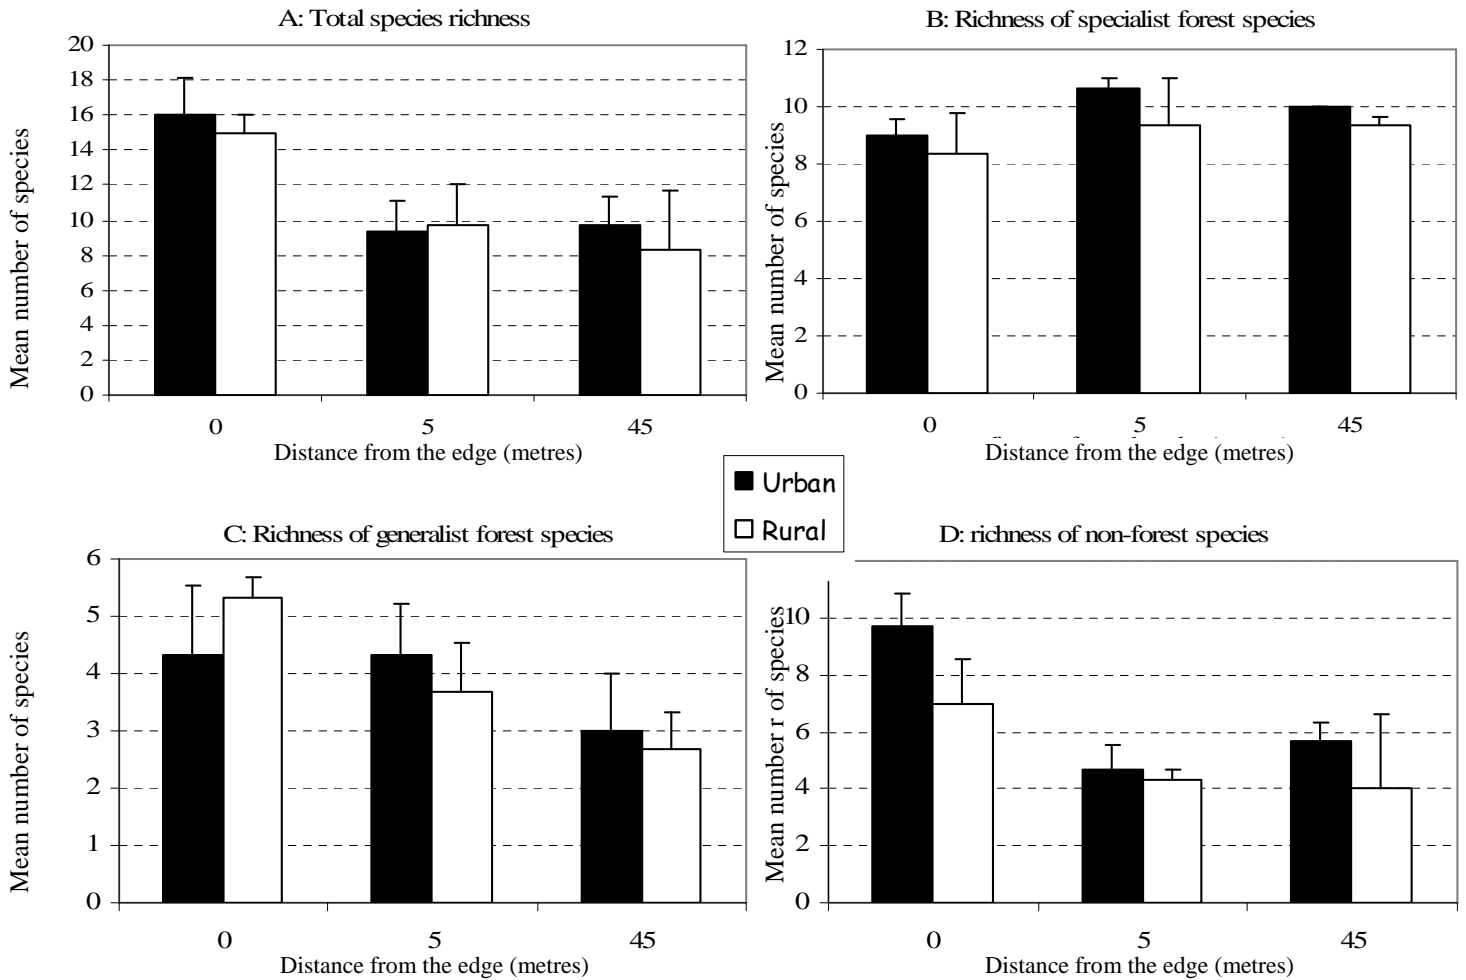 A: Total species richness
Mean number of species
20
18
16
14
12
10
8
6
4
2
0
0 5 45
Distance from the edge (metres)
B: Richness of specialist forest species
Mean number of species
12
10
8
6
4
2
0
0 5 45
Distance from the edge (metres)
Urban
Rural
C: Richness of generalist forest species
Mean number of species
6
5
4
3
2
1
0
0 5 45
Distance from the edge (metres)
D: richness of non-forest species
Mean number r of species
10
8
6
4
2
0
0 5 45
Distance from the edge (metres)